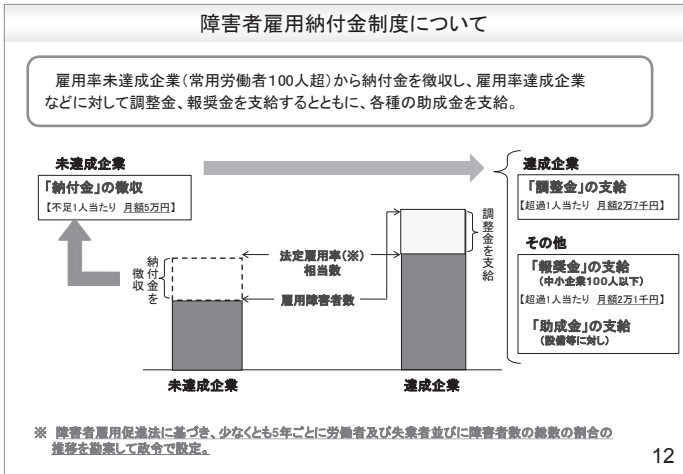 障害者雇用納付金制度について
雇用率未達成企業(常用労働者100人超)から納付金を徴収し、雇用率達成企業
などに対して調整金、報奨金を支給するとともに、各種の助成金を支給。
未達成企業
「納付金」の徴収
【不足1人当たり 月額5万円】
達成企業
「調整金」の支給
【超過1人当たり 月額2万7千円】
その他
「報奨金」の支給
(中小企業100人以下)
【超過1人当たり 月額2万1千円】
「助成金」の支給
(設備等に対し)
納付金を
徴収
法定雇用率(※)
相当数
雇用障害者数
調整金を支給
未達成企業
達成企業
※ 障害者雇用促進法に基づき、少なくとも5年ごとに労働者及び失業者並びに障害者数の総数の割合の
推移を勘案して政令で設定。
12